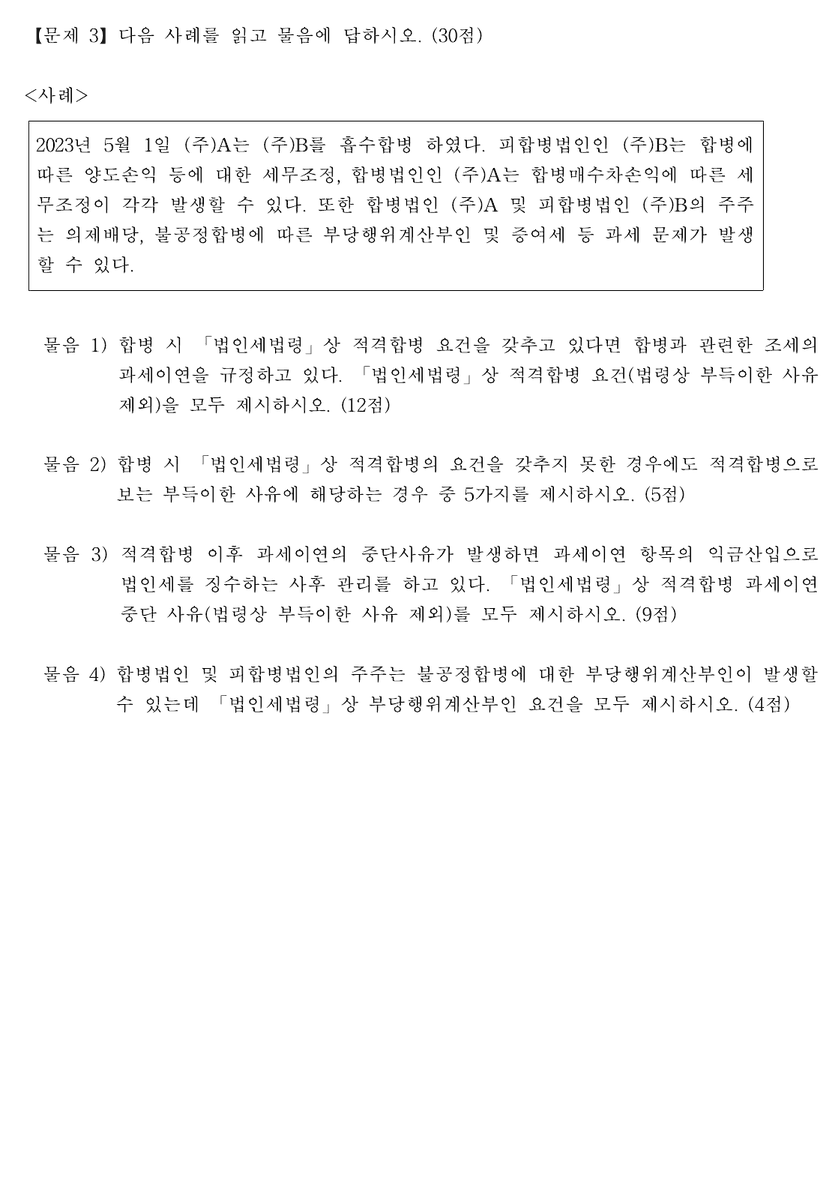 【문제 3】 다음 사례를 읽고 물음에 답하시오. (30점)
<사례>
2023년 5월 1일 (주)A는 (주)B를 흡수합병 하였다. 피합병법인인 (주)B는 합병에
따른 양도손익 등에 대한 세무조정, 합병법인인 (주)A는 합병매수차손익에 따른 세
무조정이 각각 발생할 수 있다. 또한 합병법인 (주)A 및 피합병법인 (주)B의 주주
는 의제배당, 불공정합병에 따른 부당행위계산부인 및 증여세 등 과세 문제가 발생
할 수 있다.
물음 1) 합병 시 「법인세법령」상 적격합병 요건을 갖추고 있다면 합병과 관련한 조세의
과세이연을 규정하고 있다. 「법인세법령」상 적격합병 요건(법령상 부득이한 사유
제외)을 모두 제시하시오. (12점)
물음 2) 합병 시 「법인세법령」상 적격합병의 요건을 갖추지 못한 경우에도 적격합병으로
보는 부득이한 사유에 해당하는 경우 중 5가지를 제시하시오. (5점)
물음 3) 적격합병 이후 과세이연의 중단사유가 발생하면 과세이연 항목의 익금산입으로
법인세를 징수하는 사후 관리를 하고 있다. 「법인세법령」상 적격합병 과세이연
중단 사유(법령상 부득이한 사유 제외)를 모두 제시하시오. (9점)
물음 4) 합병법인 및 피합병법인의 주주는 불공정합병에 대한 부당행위계산부인이 발생할
수 있는데 「법인세법령」상 부당행위계산부인 요건을 모두 제시하시오. (4점)